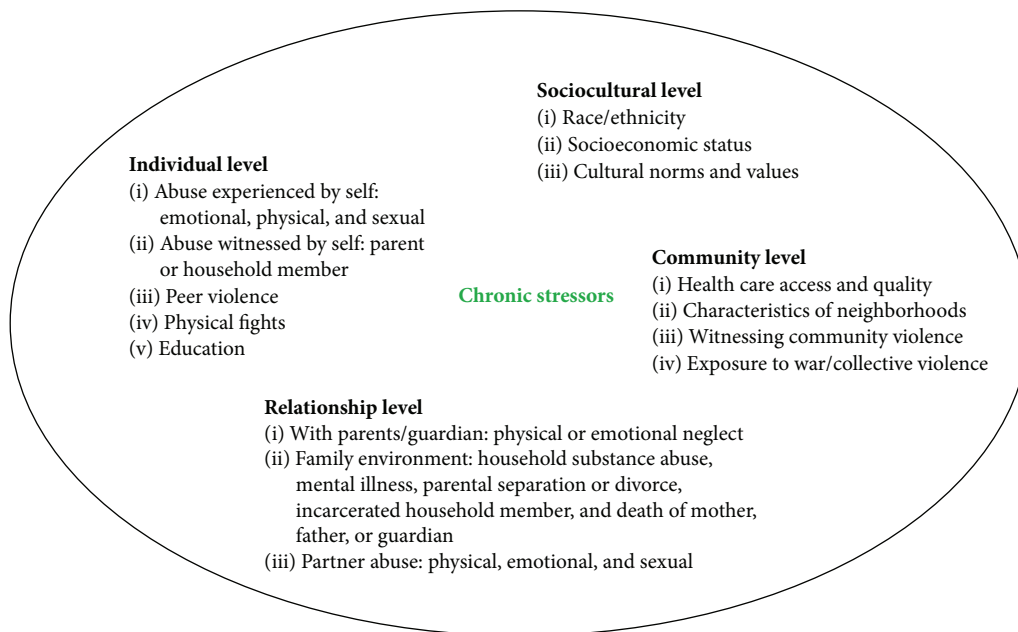 Sociocultural level
(i) Race/ethnicity
(ii) Socioeconomic status
(iii) Cultural norms and values
Individual level
(i) Abuse experienced by self:
emotional, physical, and sexual
(ii) Abuse witnessed by self: parent
or household member
(iii) Peer violence
(iv) Physical fights
(v) Education
Chronic stressors
Community level
(i) Health care access and quality
(ii) Characteristics of neighborhoods
(iii) Witnessing community violence
(iv) Exposure to war/collective violence
Relationship level
(i) With parents/guardian: physical or emotional neglect
(ii) Family environment: household substance abuse,
mental illness, parental separation or divorce,
incarcerated household member, and death of mother,
father, or guardian
(iii) Partner abuse: physical, emotional, and sexual